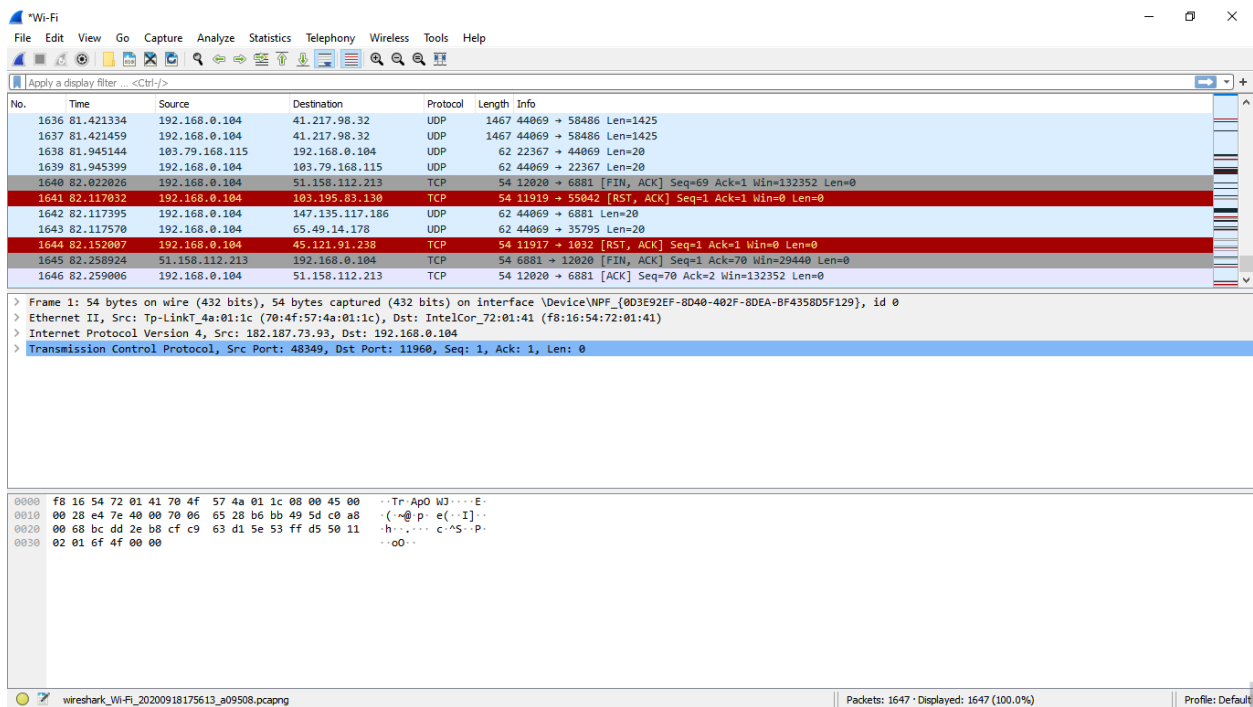 *Wi-Fi
File Edit View Go Capture Analyze Statistics Telephony Wireless Tools Help
Apply a display filter ... <Ctrl-/>
No. Time Source Destination Protocol Length Info
1636 81.421334 192.168.0.104 41.217.98.32 UDP 1467 44069 → 58486 Len=1425
1637 81.421459 192.168.0.104 41.217.98.32 UDP 1467 44069 → 58486 Len=1425
1638 81.945144 103.79.168.115 192.168.0.104 UDP 62 22367 → 44069 Len=20
1639 81.945399 192.168.0.104 103.79.168.115 UDP 62 44069 → 22367 Len=20
1640 82.022026 192.168.0.104 51.158.112.213 TCP 54 12020 → 6881 [FIN, ACK] Seq=69 Ack=1 Win=132352 Len=0
1641 82.117032 192.168.0.104 103.195.83.130 TCP 54 11919 → 55042 [RST, ACK] Seq=1 Ack=1 Win=0 Len=0
1642 82.117395 192.168.0.104 147.135.117.186 UDP 62 44069 → 6881 Len=20
1643 82.117570 192.168.0.104 65.49.14.178 UDP 62 44069 → 35795 Len=20
1644 82.152007 192.168.0.104 45.121.91.238 TCP 54 11917 → 1032 [RST, ACK] Seq=1 Ack=1 Win=0 Len=0
1645 82.258924 51.158.112.213 192.168.0.104 TCP 54 6881 → 12020 [FIN, ACK] Seq=1 Ack=70 Win=29440 Len=0
1646 82.259006 192.168.0.104 51.158.112.213 TCP 54 12020 → 6881 [ACK] Seq=70 Ack=2 Win=132352 Len=0
> Frame 1: 54 bytes on wire (432 bits), 54 bytes captured (432 bits) on interface \Device\NPF_{0D3E92EF-8D40-402F-8DEA-BF4358D5F129}, id 0
> Ethernet II, Src: Tp-LinkT_4a:01:1c (70:4f:57:4a:01:1c), Dst: IntelCor_72:01:41 (f8:16:54:72:01:41)
> Internet Protocol Version 4, Src: 182.187.73.93, Dst: 192.168.0.104
> Transmission Control Protocol, Src Port: 48349, Dst Port: 11960, Seq: 1, Ack: 1, Len: 0
0000 f8 16 54 72 01 41 70 4f 57 4a 01 1c 08 00 45 00 ··Tr·ApO WJ····E·
0010 00 28 e4 7e 40 00 70 06 65 28 b6 bb 49 5d c0 a8 ·(·~@·p· e(··I]··
0020 00 68 bc dd 2e b8 cf c9 63 d1 5e 53 ff d5 50 11 ·h··.··· c·^S··P·
0030 02 01 6f 4f 00 00 ··oO··
wireshark_Wi-Fi_20200918175613_a09508.pcapng Packets: 1647 · Displayed: 1647 (100.0%) Profile: Default